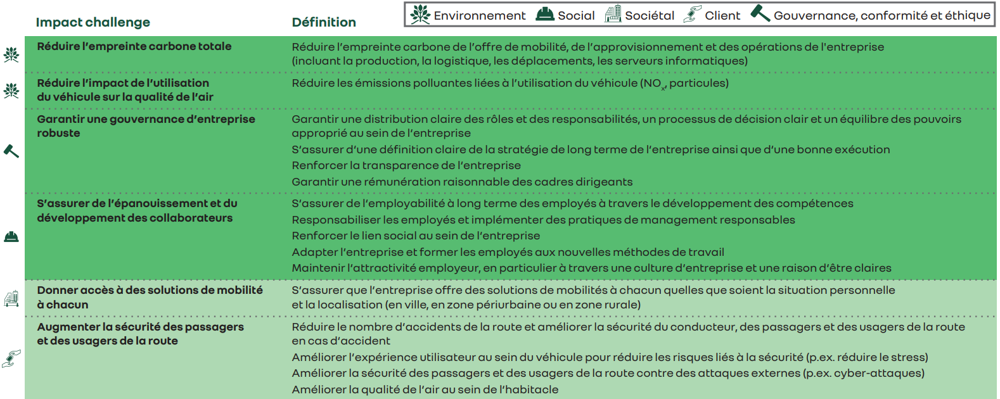 Environnement Social Sociétal Client Gouvernance, conformité et éthique
Impact challenge Définition
Réduire l’empreinte carbone totale
Réduire l’empreinte carbone de l’offre de mobilité, de l’approvisionnement et des opérations de l'entreprise
(incluant la production, la logistique, les déplacements, les serveurs informatiques)
Réduire l’impact de l’utilisation
du véhicule sur la qualité de l’air
Réduire les émissions polluantes liées à l’utilisation du véhicule (NOx, particules)
Garantir une gouvernance d’entreprise
robuste
Garantir une distribution claire des rôles et des responsabilités, un processus de décision clair et un équilibre des pouvoirs
approprié au sein de l’entreprise
S’assurer d’une définition claire de la stratégie de long terme de l’entreprise ainsi que d’une bonne exécution
Renforcer la transparence de l’entreprise
Garantir une rémunération raisonnable des cadres dirigeants
S’assurer de l’épanouissement et du
développement des collaborateurs
S’assurer de l’employabilité à long terme des employés à travers le développement des compétences
Responsabiliser les employés et implémenter des pratiques de management responsables
Renforcer le lien social au sein de l’entreprise
Adapter l’entreprise et former les employés aux nouvelles méthodes de travail
Maintenir l’attractivité employeur, en particulier à travers une culture d’entreprise et une raison d’être claires
Donner accès à des solutions de mobilité
à chacun
S’assurer que l’entreprise offre des solutions de mobilités à chacun quelles que soient la situation personnelle
et la localisation (en ville, en zone périurbaine ou en zone rurale)
Augmenter la sécurité des passagers
et des usagers de la route
Réduire le nombre d’accidents de la route et améliorer la sécurité du conducteur, des passagers et des usagers de la route
en cas d’accident
Améliorer l’expérience utilisateur au sein du véhicule pour réduire les risques liés à la sécurité (p.ex. réduire le stress)
Améliorer la sécurité des passagers et des usagers de la route contre des attaques externes (p.ex. cyber-attaques)
Améliorer la qualité de l’air au sein de l’habitacle